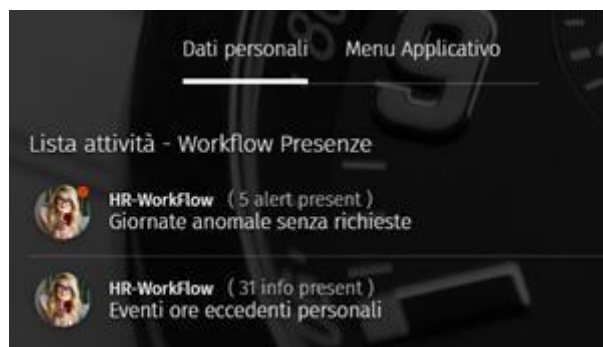 Dati personali Menu Applicativo
Lista attività - Workflow Presenze
HR-WorkFlow ( 5 alert present )
Giornate anomale senza richieste
HR-WorkFlow ( 31 info present )
Eventi ore eccedenti personali